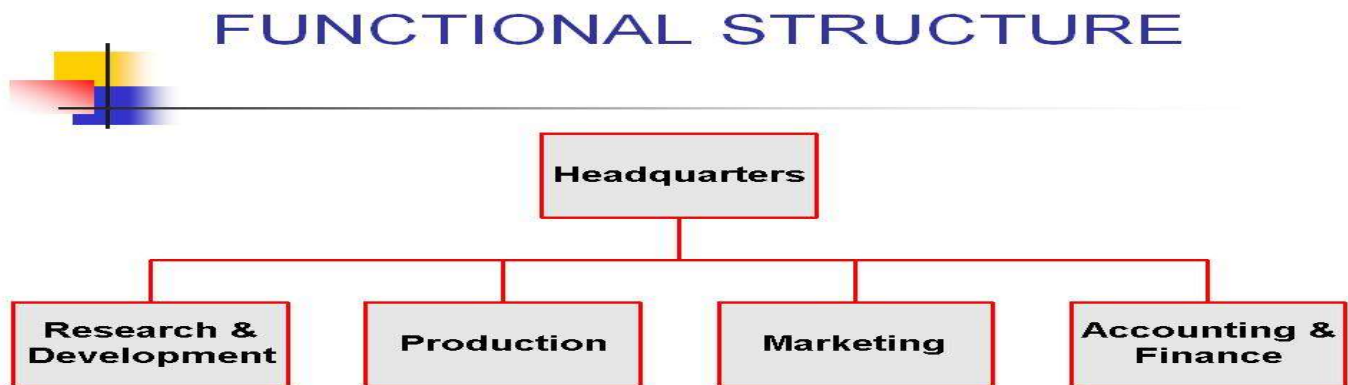 FUNCTIONAL STRUCTURE
Headquarters
Research &
Development
Production
Marketing
Accounting &
Finance